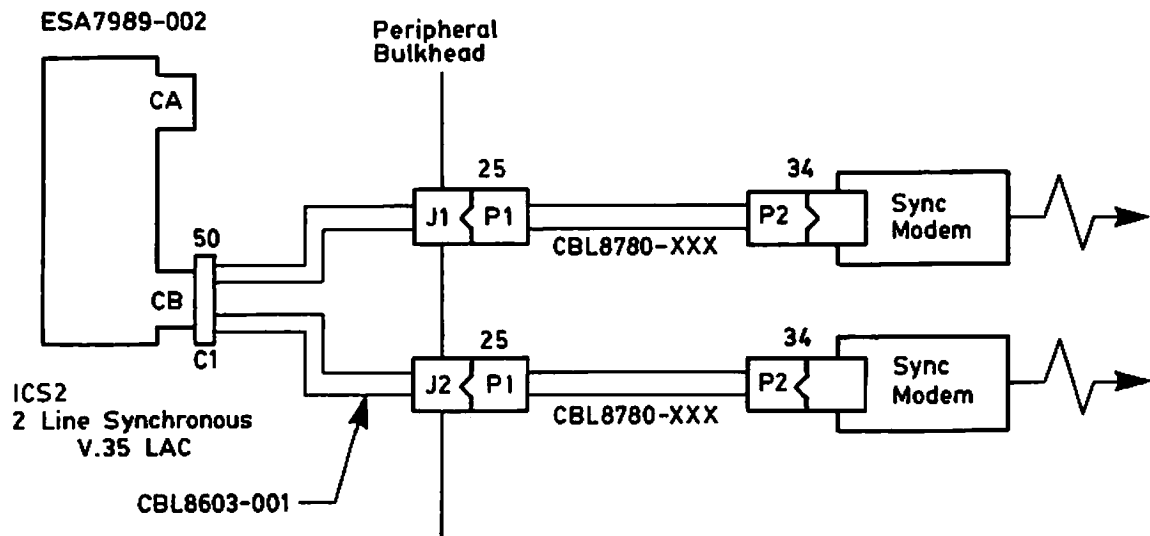 ESA7989-002
Peripheral
Bulkhead
CA
25
34
J1
P1
P2
Sync
Modem
CBL8780-XXX
50
CB
C1
25
34
J2
P1
P2
Sync
Modem
CBL8780-XXX
ICS2
2 Line Synchronous
V.35 LAC
CBL8603-001